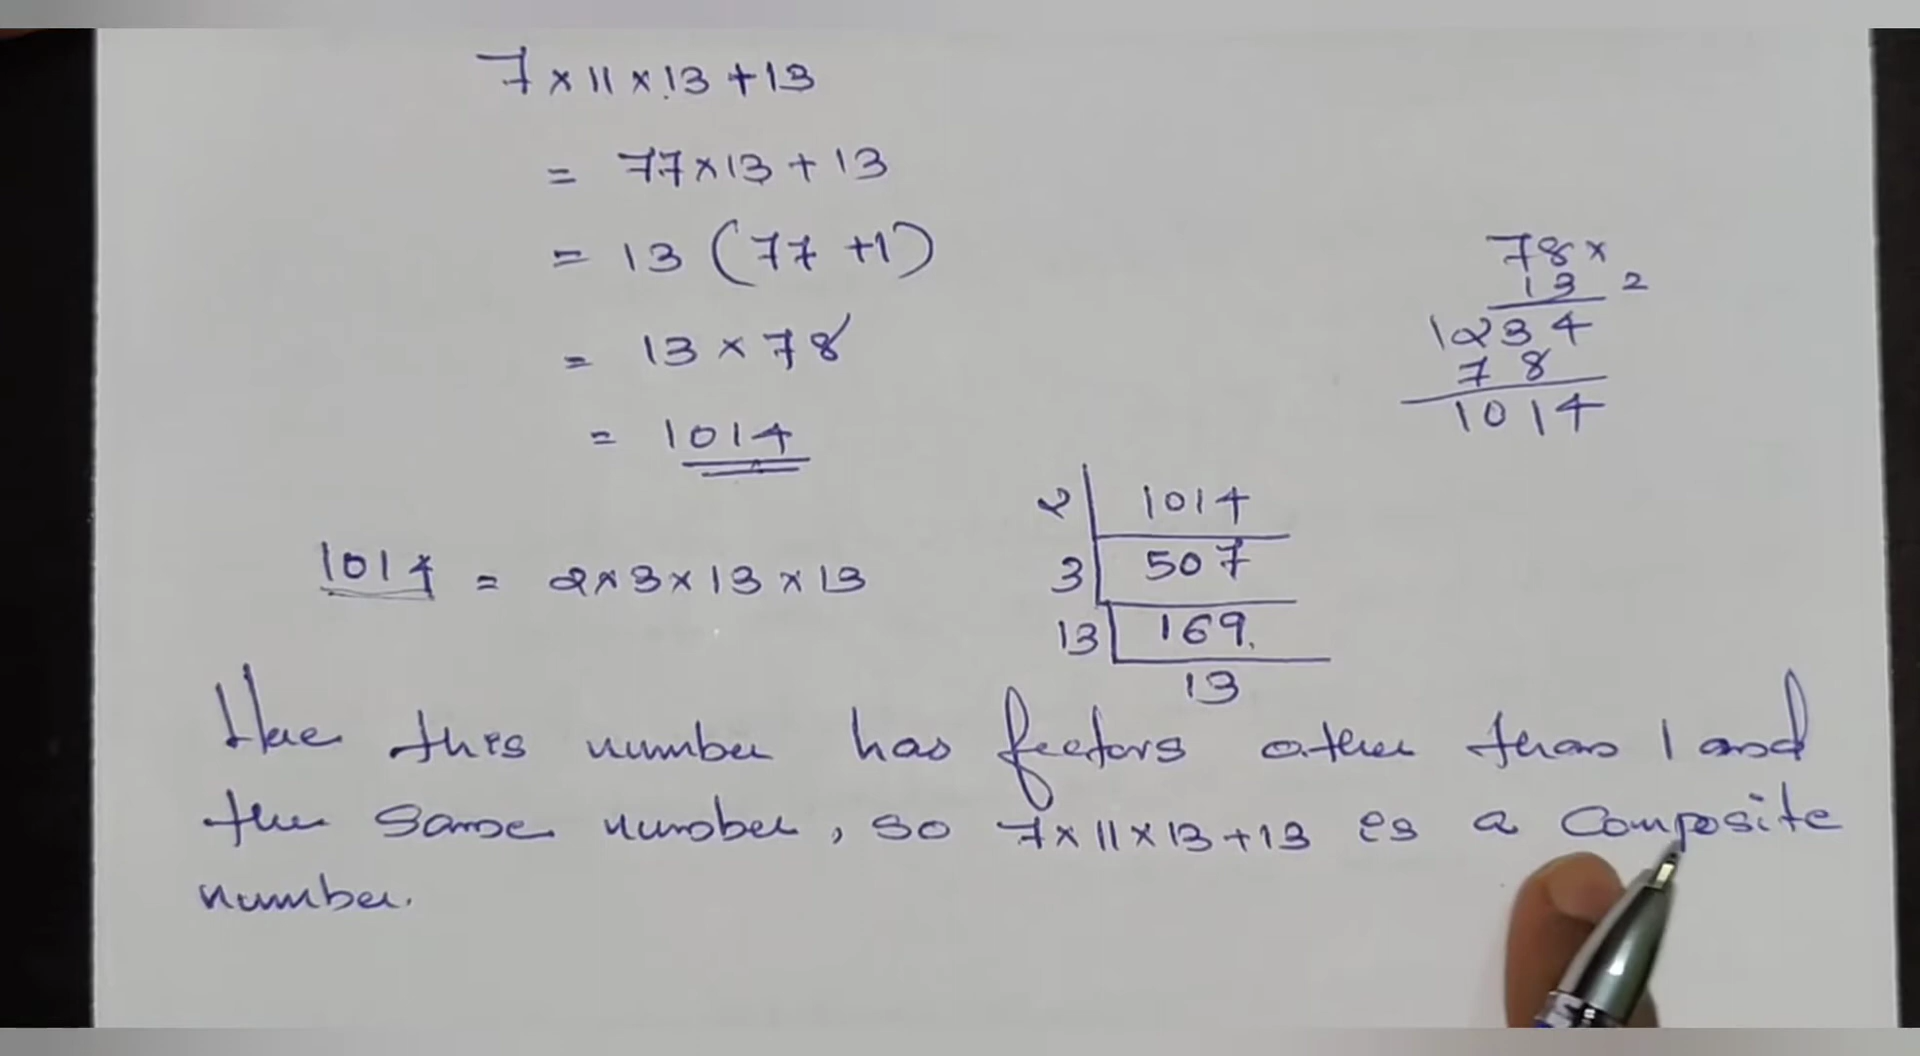 7 × 11 × 13 + 13
= 77 × 13 + 13
= 13 (77 + 1)
= 13 × 78
= 1014
78 ×
13 2
1234
78
1014
2 | 1014
3 | 507
13 | 169
13
1014 = 2 × 3 × 13 × 13
Here this number has factors other than 1 and
the same number, so 7 × 11 × 13 + 13 is a composite
number.